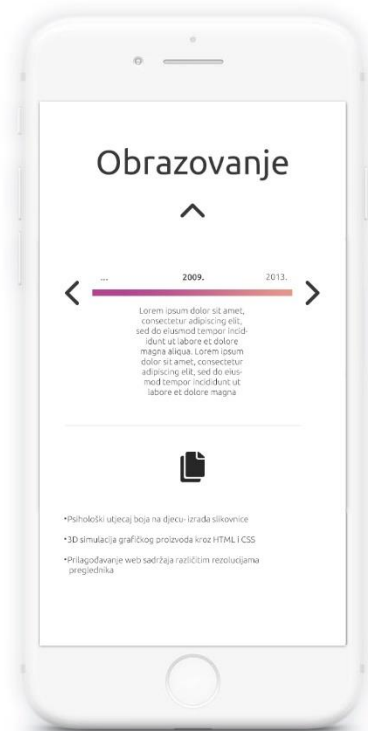 Obrazovanje
... 2009. 2013.
Lorem ipsum dolor sit amet,
consectetur adipiscing elit,
sed do eiusmod tempor incid-
idunt ut labore et dolore
magna aliqua. Lorem ipsum
dolor sit amet, consectetur
adipiscing elit, sed do eius-
mod tempor incididunt ut
labore et dolore magna
•Psihološki utjecaj boja na djecu- izrada slikovnice
•3D simulacija grafičkog proizvoda kroz HTML i CSS
•Prilagođavanje web sadržaja različitim rezolucijama
preglednika